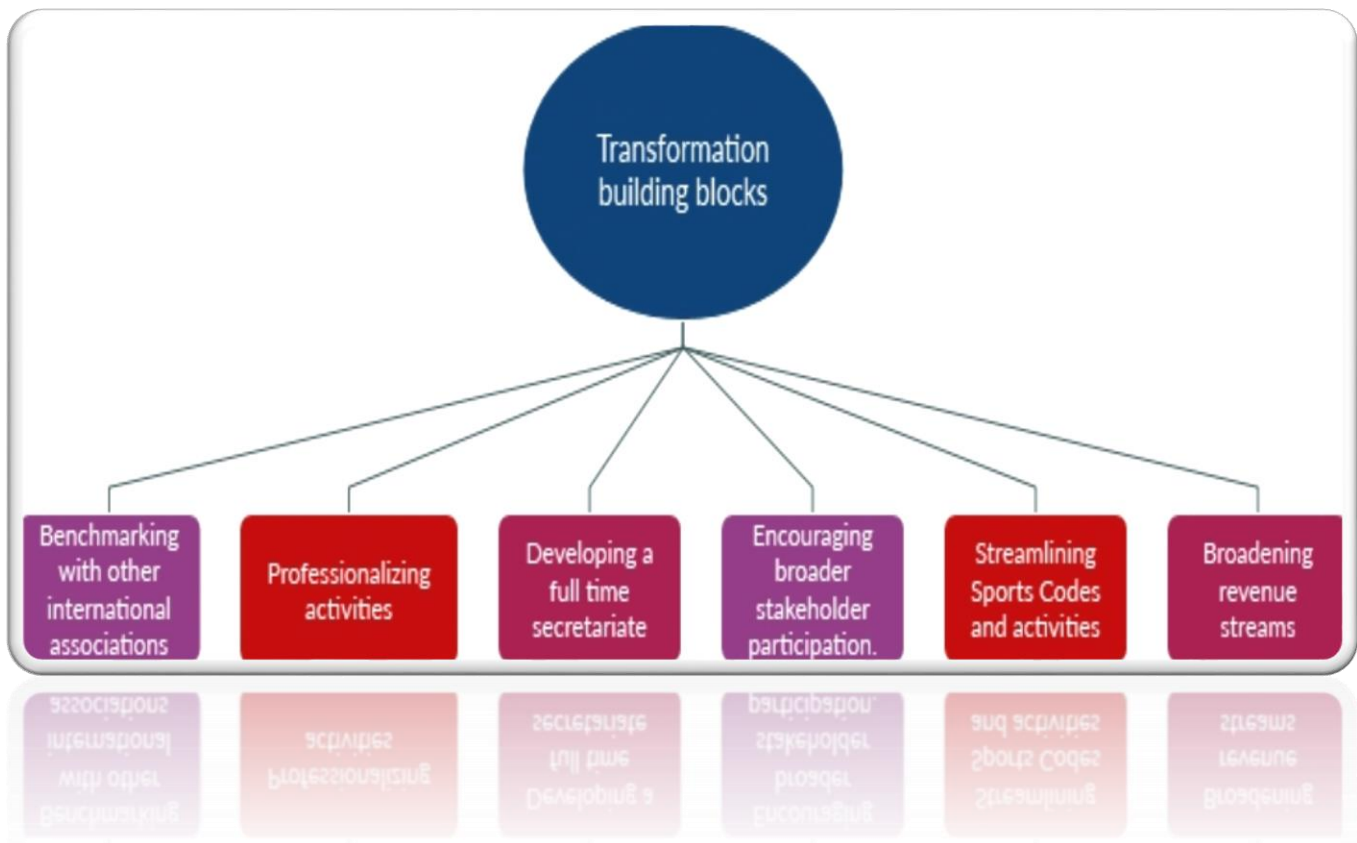 Transformation
building blocks
Benchmarking
with other
international
associations
Professionalizing
activities
Developing a
full time
secretariate
Encouraging
broader
stakeholder
participation.
Streamlining
Sports Codes
and activities
Broadening
revenue
streams